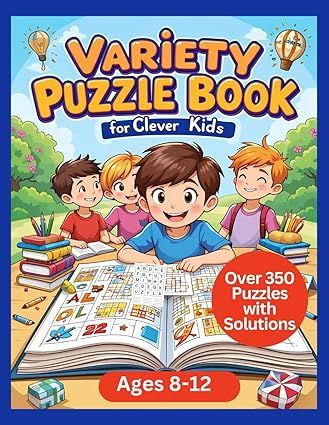 VARIETY
PUZZLE BOOK
for Clever Kids
Over 350
Puzzles
with
Solutions
Ages 8-12